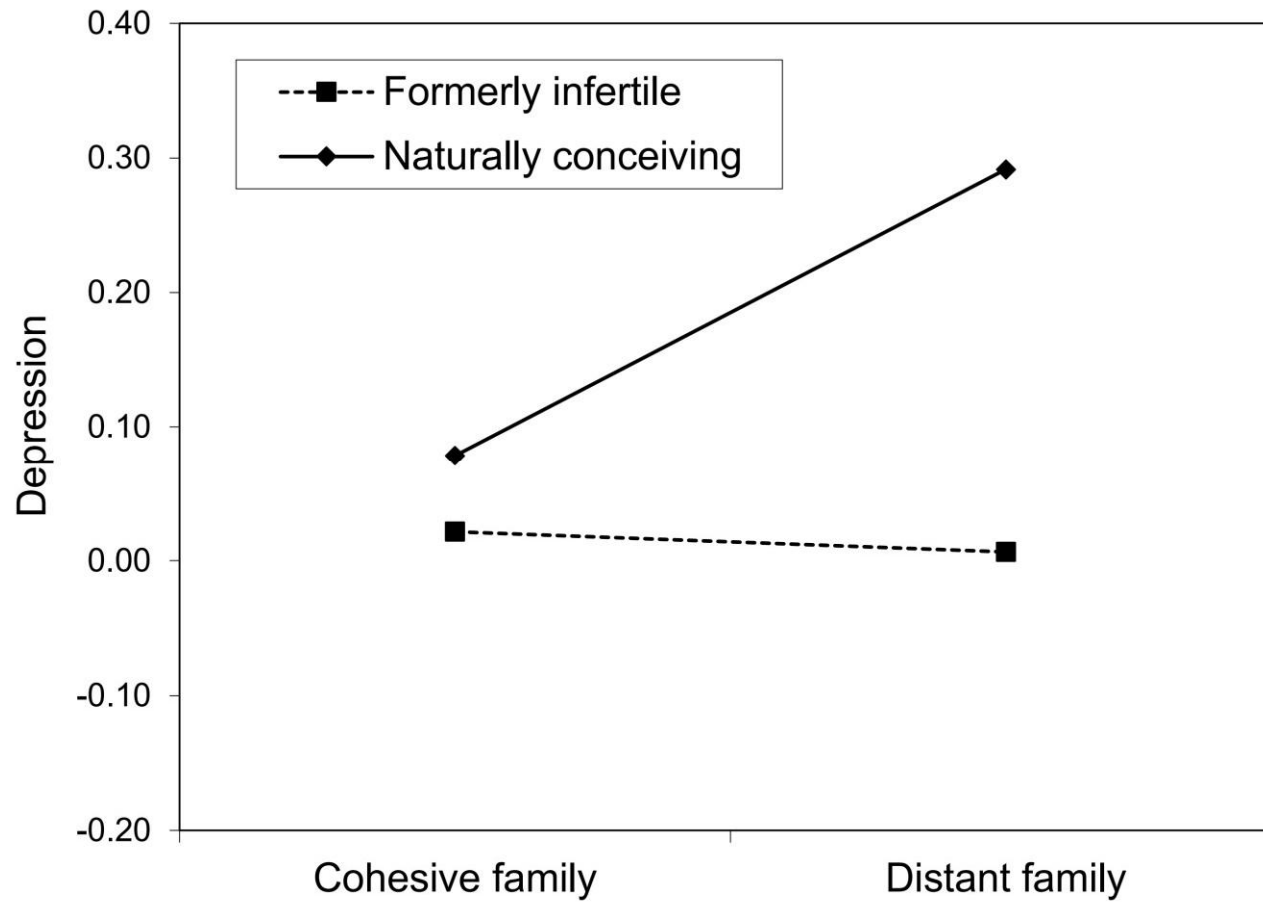 0.40
Formerly infertile
Naturally conceiving
0.30
0.20
0.10
0.00
-0.10
-0.20
Depression
Cohesive family
Distant family